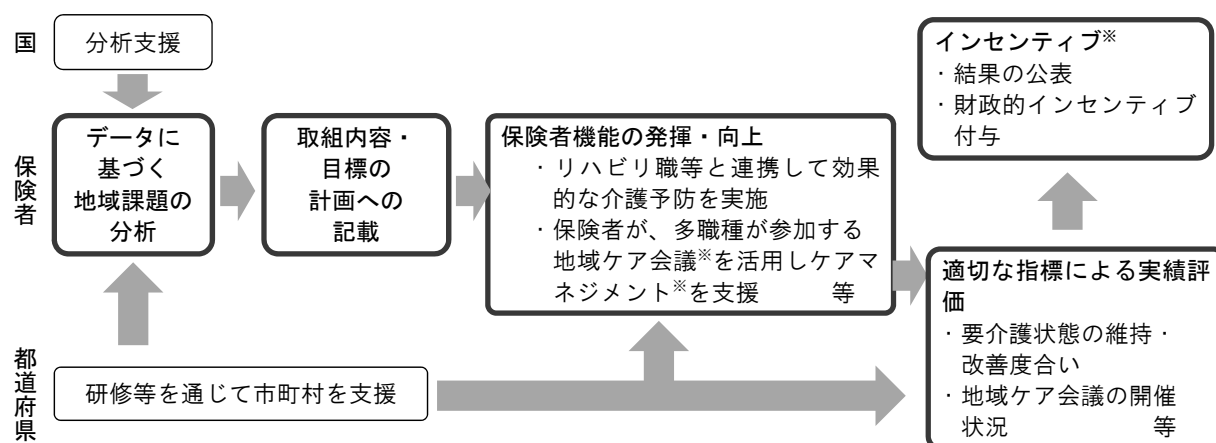 国
分析支援
保険者
データに
基づく
地域課題の
分析
取組内容・
目標の
計画への
記載
保険者機能の発揮・向上
・リハビリ職等と連携して効果
的な介護予防を実施
・保険者が、多職種が参加する
地域ケア会議※を活用しケアマ
ネジメント※を支援　　　等
インセンティブ※
・結果の公表
・財政的インセンティブ
付与
適切な指標による実績評
価
・要介護状態の維持・
改善度合い
・地域ケア会議の開催
状況　　　　　等
都道府県
研修等を通じて市町村を支援